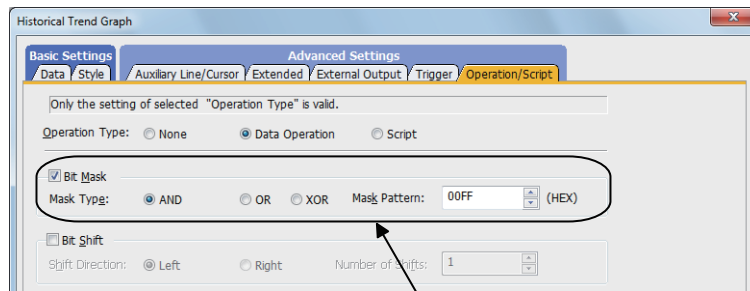 Historical Trend Graph
x
Basic Settings
Advanced Settings
Data Style Auxiliary Line/Cursor Extended External Output Trigger Operation/Script
Only the setting of selected "Operation Type" is valid.
Operation Type: None Data Operation Script
Bit Mask
Mask Type: AND OR XOR Mask Pattern: 00FF (HEX)
Bit Shift
Shift Direction: Left Right Number of Shifts: 1